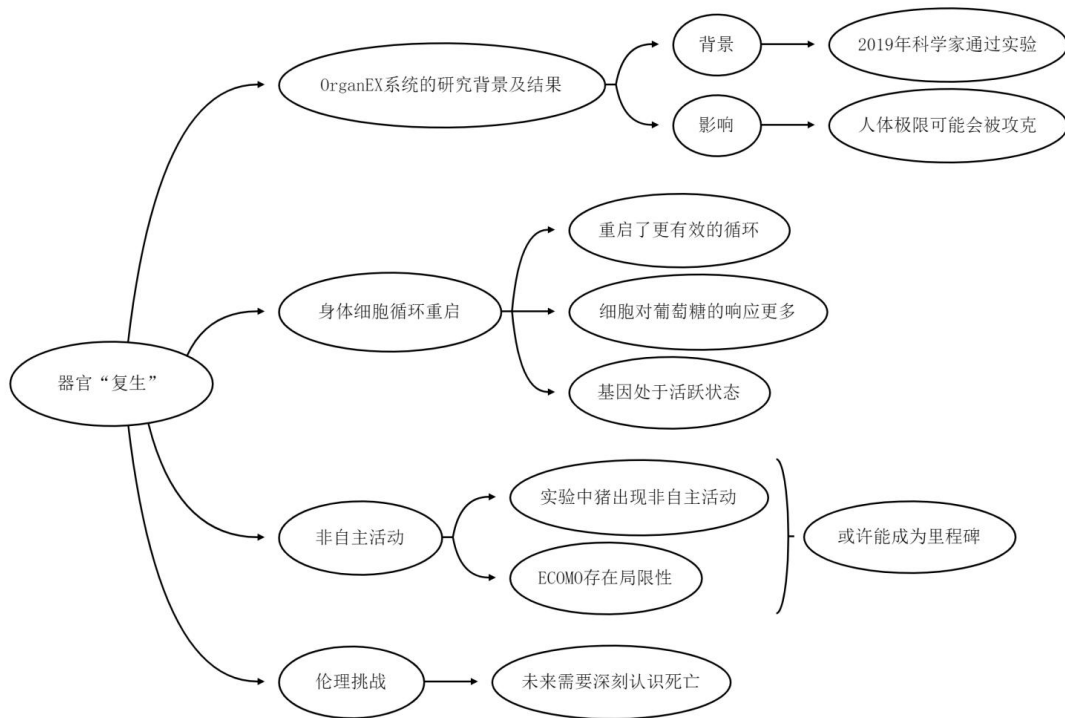 器官“复生”
OrganEX系统的研究背景及结果
背景
2019年科学家通过实验
影响
人体极限可能会被攻克
身体细胞循环重启
重启了更有效的循环
细胞对葡萄糖的响应更多
基因处于活跃状态
非自主活动
实验中猪出现非自主活动
ECOMO存在局限性
或许能成为里程碑
伦理挑战
未来需要深刻认识死亡